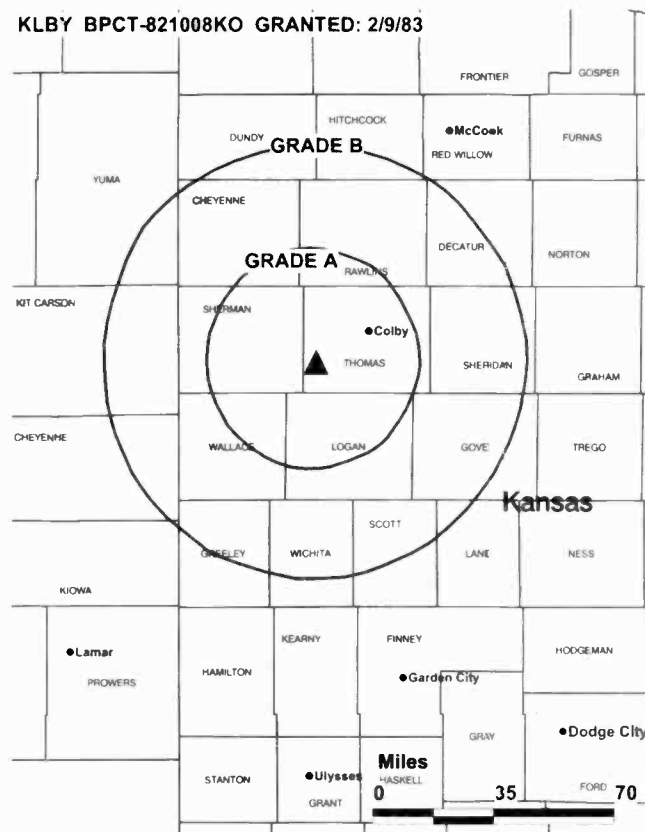 KLBY BPCT-821008KO GRANTED: 2/9/83
FRONTIER
GOSPER
HITCHCOCK
DUNDY
McCook
FURNAS
GRADE B
RED WILLOW
YUMA
CHEYENNE
DECATUR
NORTON
GRADE A
RAWLINS
KIT CARSON
SHERMAN
Colby
THOMAS
SHERIDAN
GRAHAM
CHEYENNE
WALLACE
LOGAN
GOVE
TREGO
Kansas
SCOTT
GREELEY
WICHITA
LANE
NESS
KIOWA
KEARNY
FINNEY
HODGEMAN
Lamar
HAMILTON
Garden City
PROWERS
GRAY
Dodge City
Miles
STANTON
Ulysses
HASKELL
FORD
0 35 70
GRANT